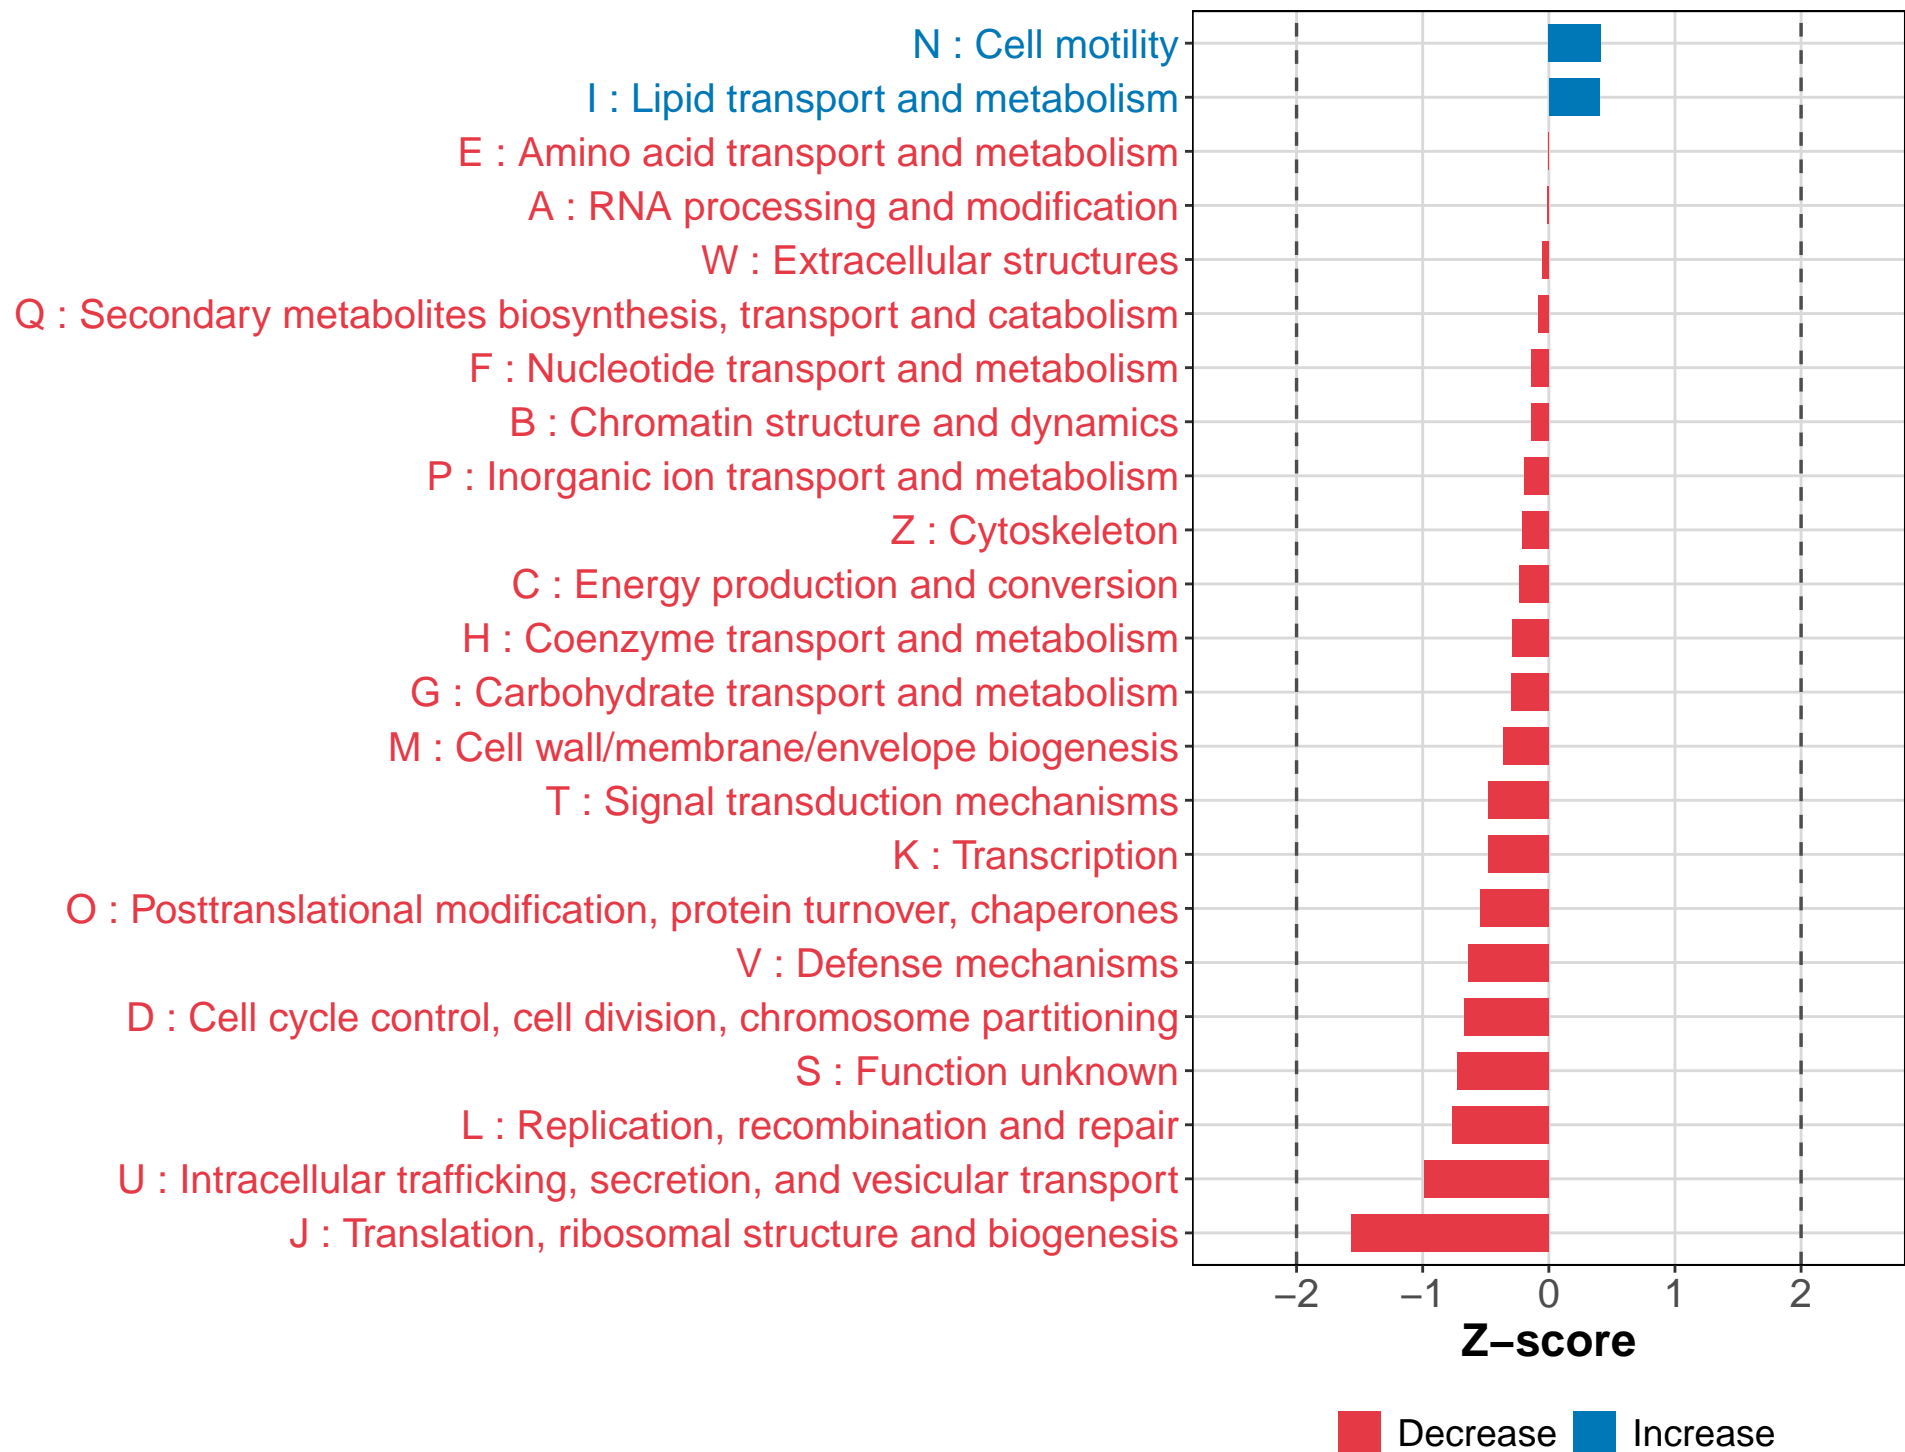 N : Cell motility
I : Lipid transport and metabolism
E : Amino acid transport and metabolism
A : RNA processing and modification
W : Extracellular structures
Q : Secondary metabolites biosynthesis, transport and catabolism
F : Nucleotide transport and metabolism
B : Chromatin structure and dynamics
P : Inorganic ion transport and metabolism
Z : Cytoskeleton
C : Energy production and conversion
H : Coenzyme transport and metabolism
G : Carbohydrate transport and metabolism
M : Cell wall/membrane/envelope biogenesis
T : Signal transduction mechanisms
K : Transcription
O : Posttranslational modification, protein turnover, chaperones
V : Defense mechanisms
D : Cell cycle control, cell division, chromosome partitioning
S : Function unknown
L : Replication, recombination and repair
U : Intracellular trafficking, secretion, and vesicular transport
J : Translation, ribosomal structure and biogenesis
−2 −1 0 1 2
Z−score
Decrease Increase